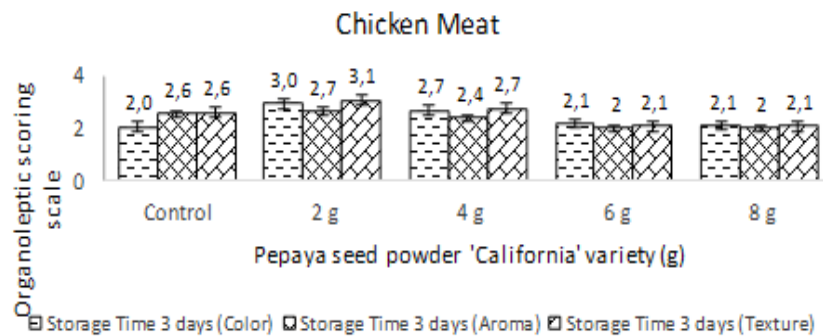 Chicken Meat
Organoleptic scoring
scale
4
2
0
2,0 2,6 2,6 3,0 2,7 3,1 2,7 2,4 2,7 2,1 2 2,1 2,1 2 2,1
Control 2 g 4 g 6 g 8 g
Pepaya seed powder 'California' variety (g)
Storage Time 3 days (Color) Storage Time 3 days (Aroma) Storage Time 3 days (Texture)